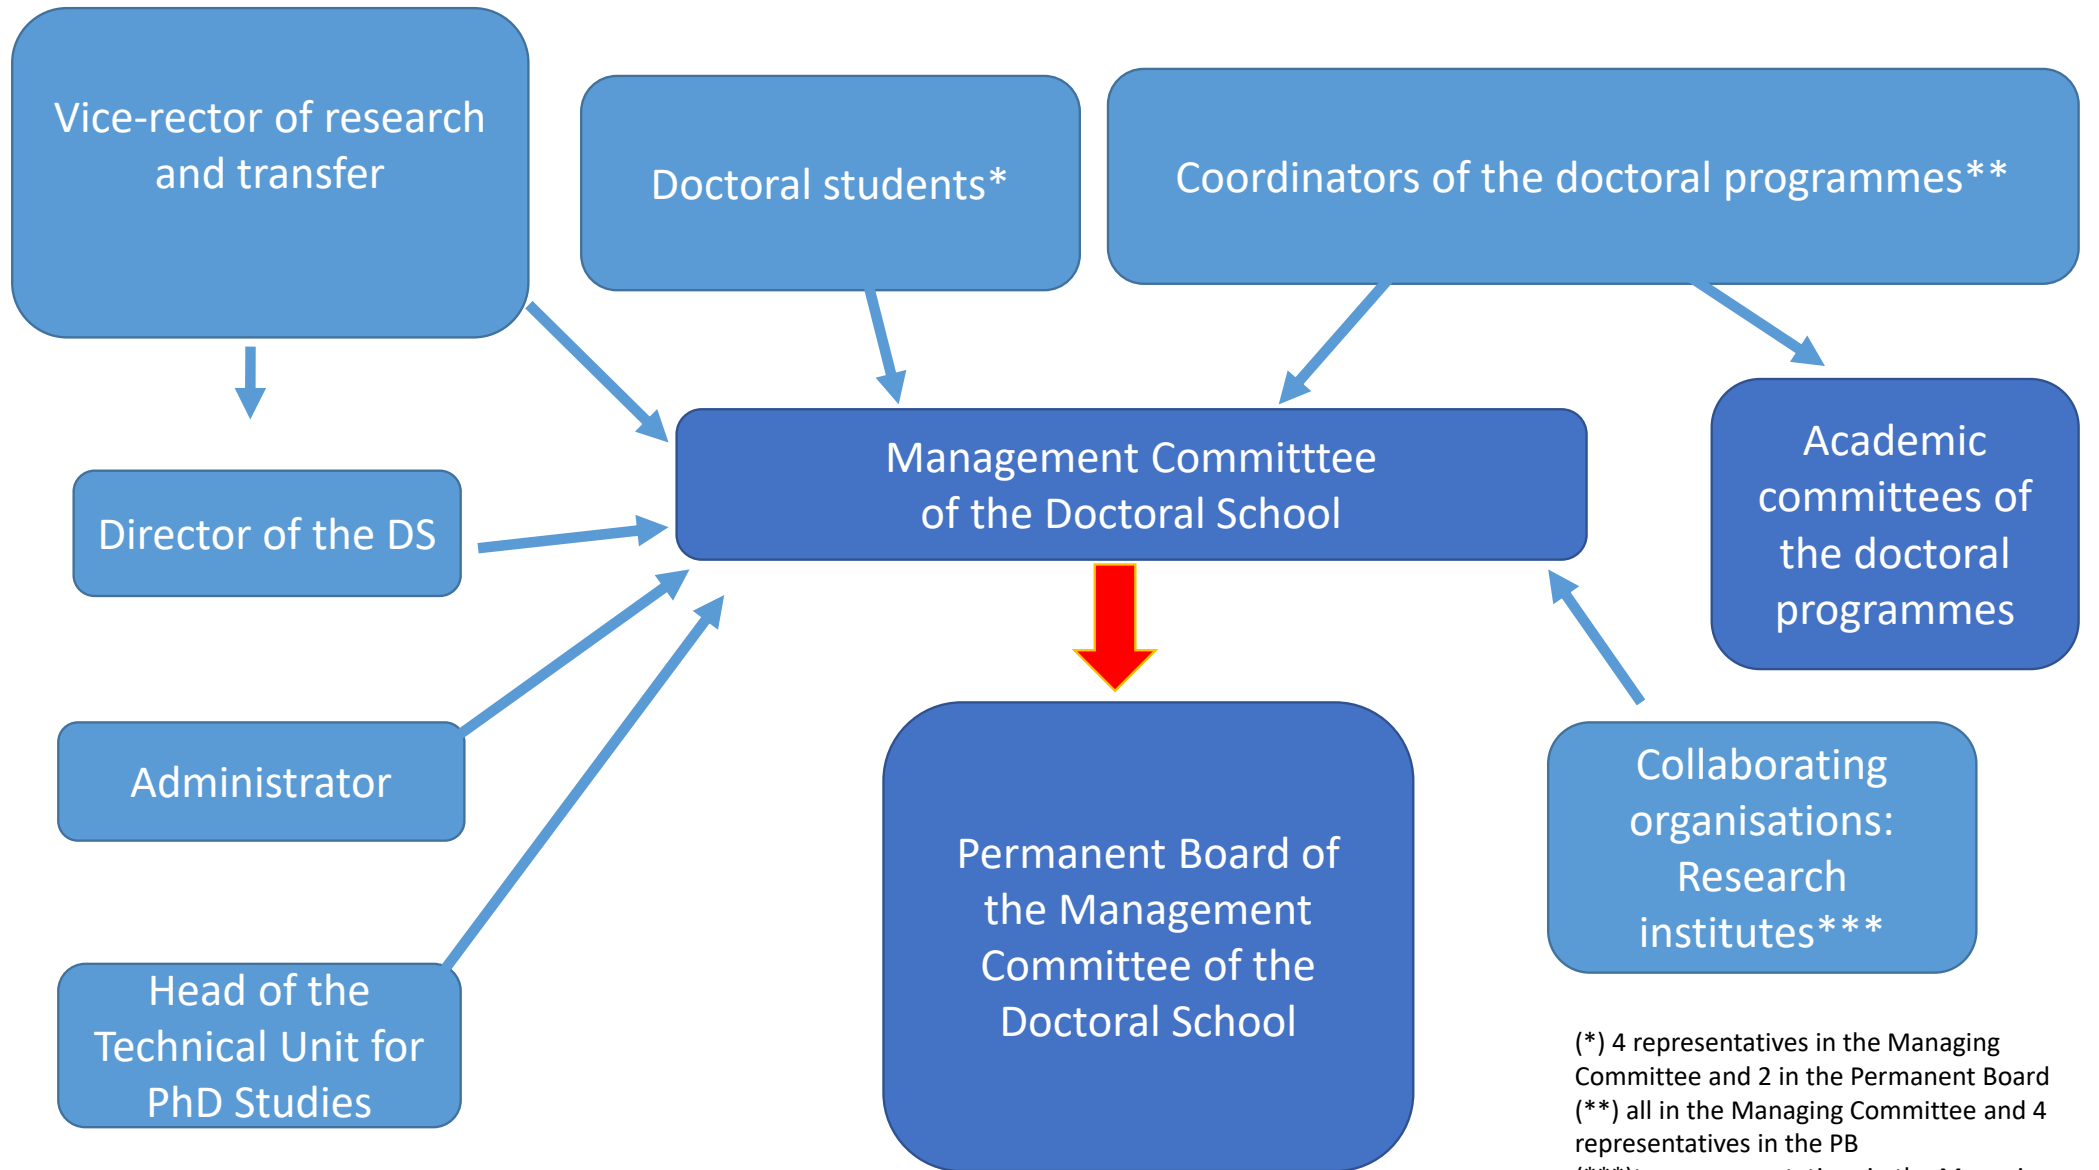 Vice-rector of research
and transfer
Doctoral students*
Coordinators of the doctoral programmes**
Management Committtee
of the Doctoral School
Academic
committees of
the doctoral
programmes
Director of the DS
Administrator
Head of the
Technical Unit for
PhD Studies
Permanent Board of
the Management
Committee of the
Doctoral School
Collaborating
organisations:
Research
institutes***
(*) 4 representatives in the Managing
Committee and 2 in the Permanent Board
(**) all in the Managing Committee and 4
representatives in the PB